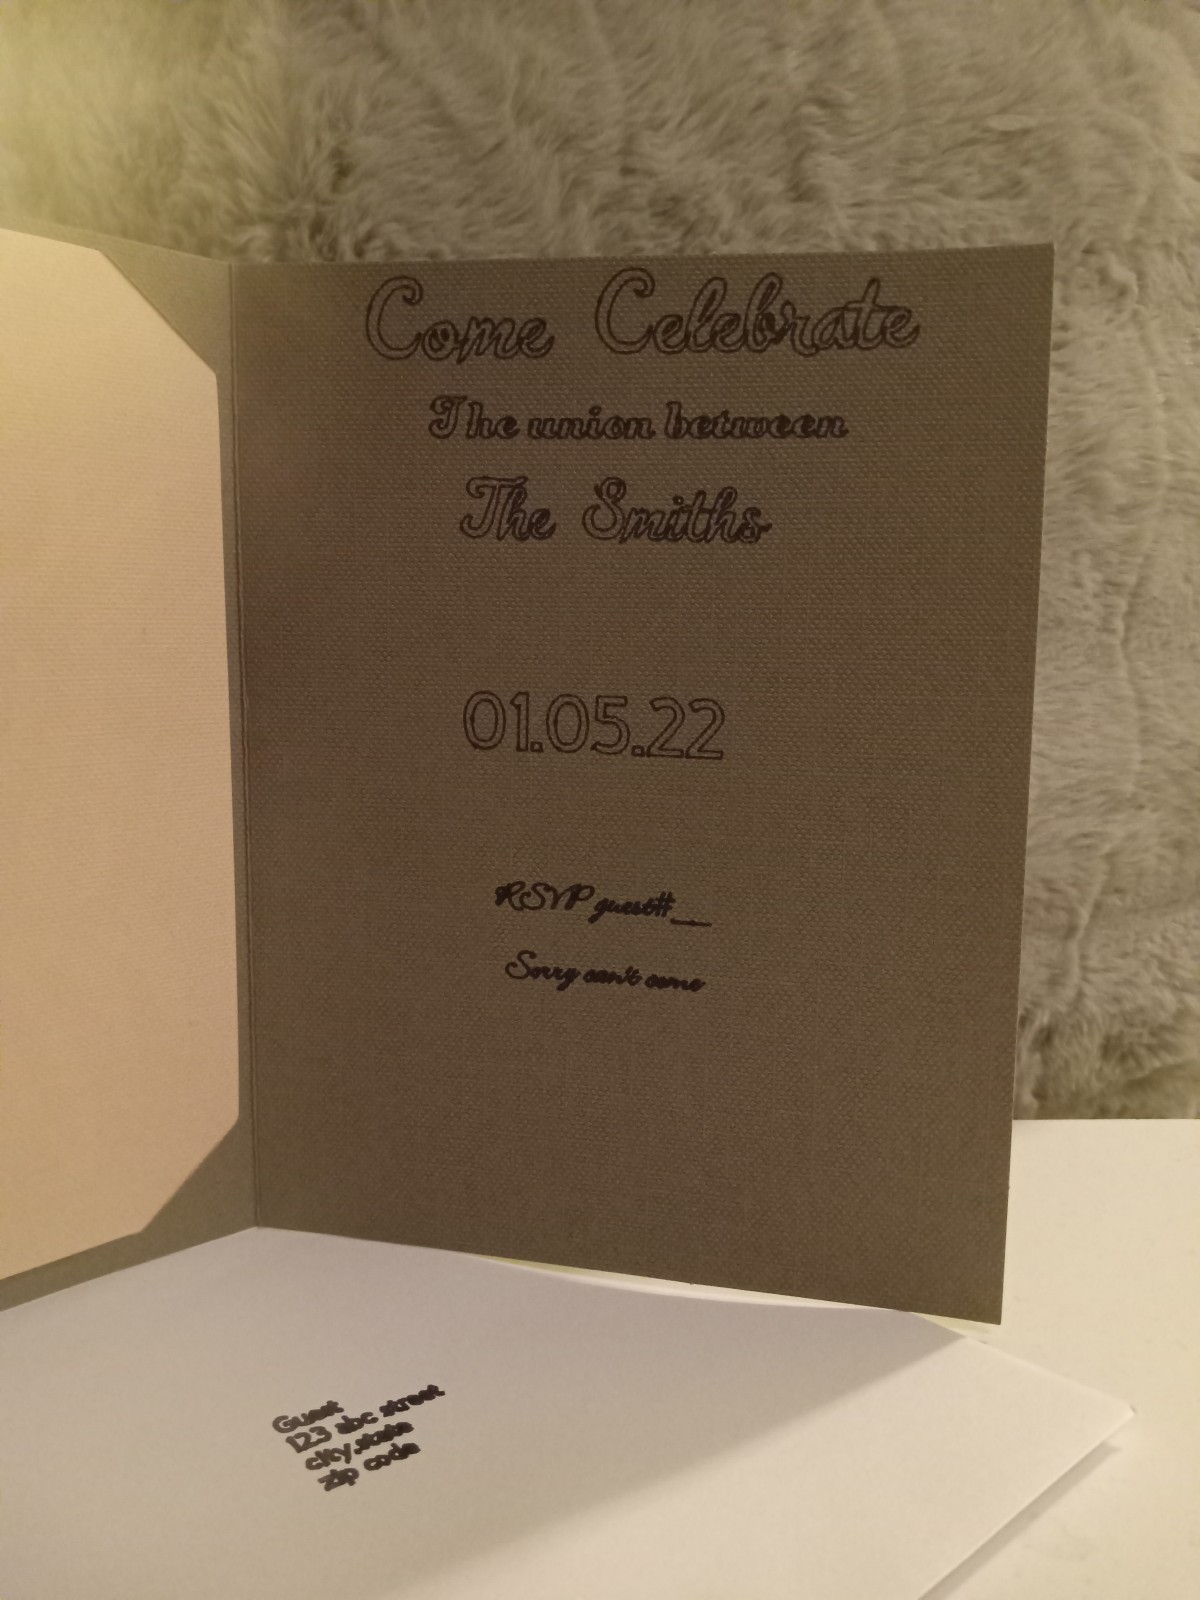 Come Celebrate
The union between
The Smiths
01.05.22
RSVP guest#__
Sorry can't come
Guest
123 abc street
city,state
zip code